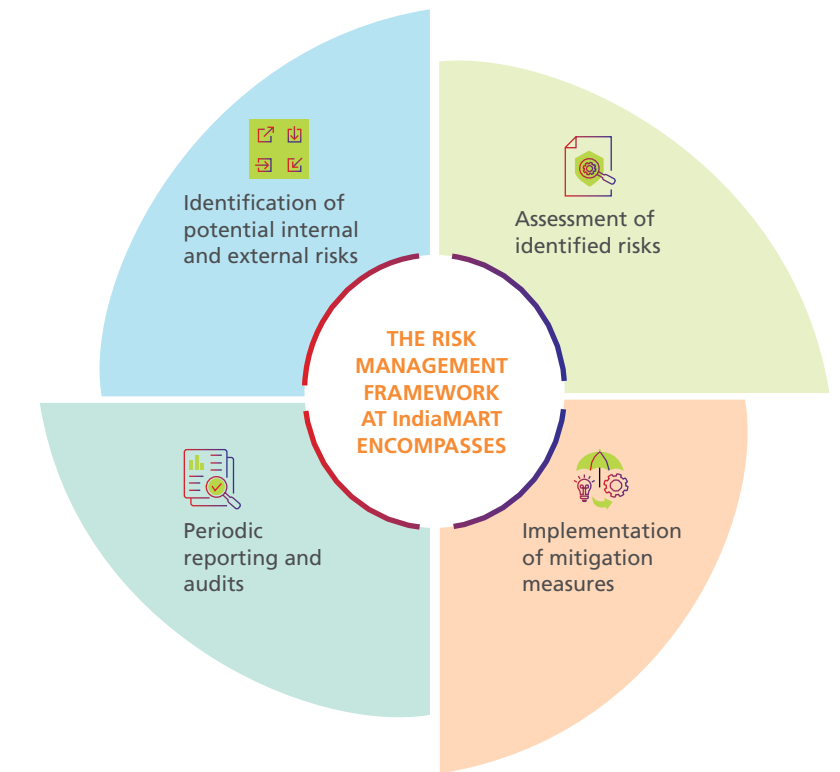 Identification of
potential internal
and external risks
Assessment of
identified risks
THE RISK
MANAGEMENT
FRAMEWORK
AT IndiaMART
ENCOMPASSES
Periodic
reporting and
audits
Implementation
of mitigation
measures